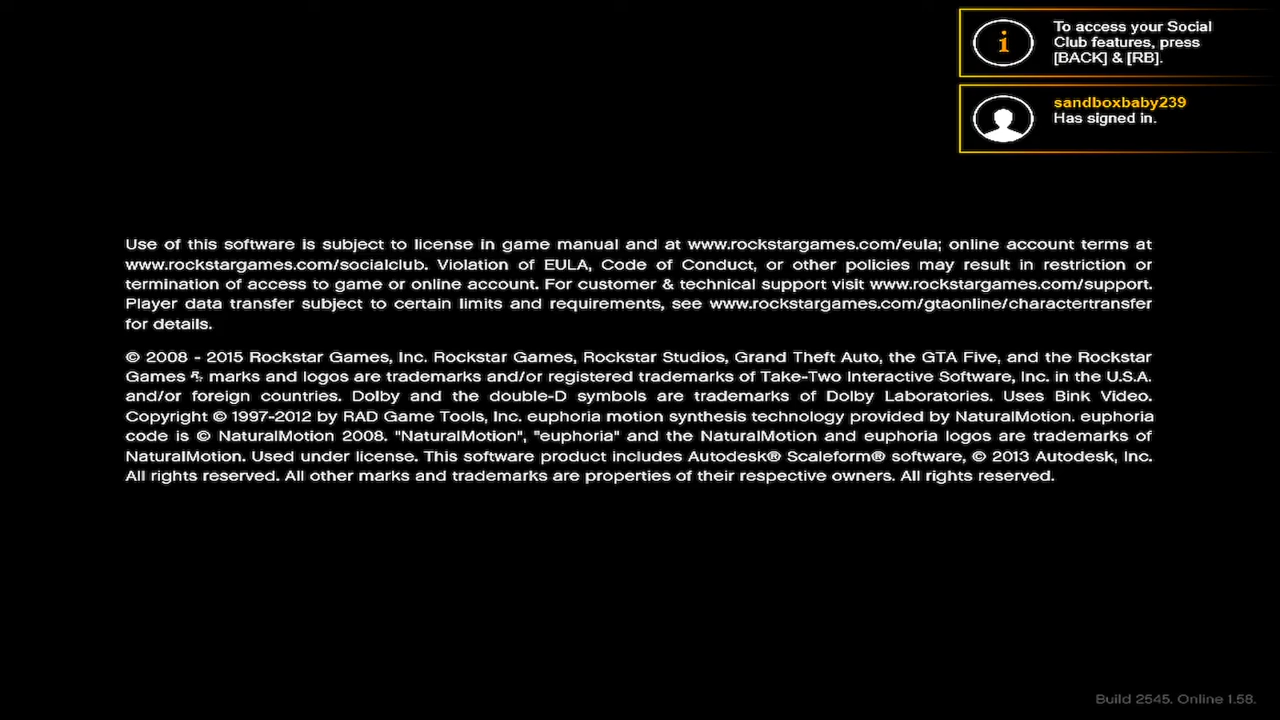 To access your Social
Club features, press
[BACK] & [RB].
sandboxbaby239
Has signed in.
Use of this software is subject to license in game manual and at www.rockstargames.com/eula; online account terms at
www.rockstargames.com/socialclub. Violation of EULA, Code of Conduct, or other policies may result in restriction or
termination of access to game or online account. For customer & technical support visit www.rockstargames.com/support.
Player data transfer subject to certain limits and requirements, see www.rockstargames.com/gtaonline/charactertransfer
for details.
© 2008 - 2015 Rockstar Games, Inc. Rockstar Games, Rockstar Studios, Grand Theft Auto, the GTA Five, and the Rockstar
Games R* marks and logos are trademarks and/or registered trademarks of Take-Two Interactive Software, Inc. in the U.S.A.
and/or foreign countries. Dolby and the double-D symbols are trademarks of Dolby Laboratories. Uses Bink Video.
Copyright © 1997-2012 by RAD Game Tools, Inc. euphoria motion synthesis technology provided by NaturalMotion. euphoria
code is © NaturalMotion 2008. "NaturalMotion", "euphoria" and the NaturalMotion and euphoria logos are trademarks of
NaturalMotion. Used under license. This software product includes Autodesk® Scaleform® software, © 2013 Autodesk, Inc.
All rights reserved. All other marks and trademarks are properties of their respective owners. All rights reserved.
Build 2545, Online 1.58.